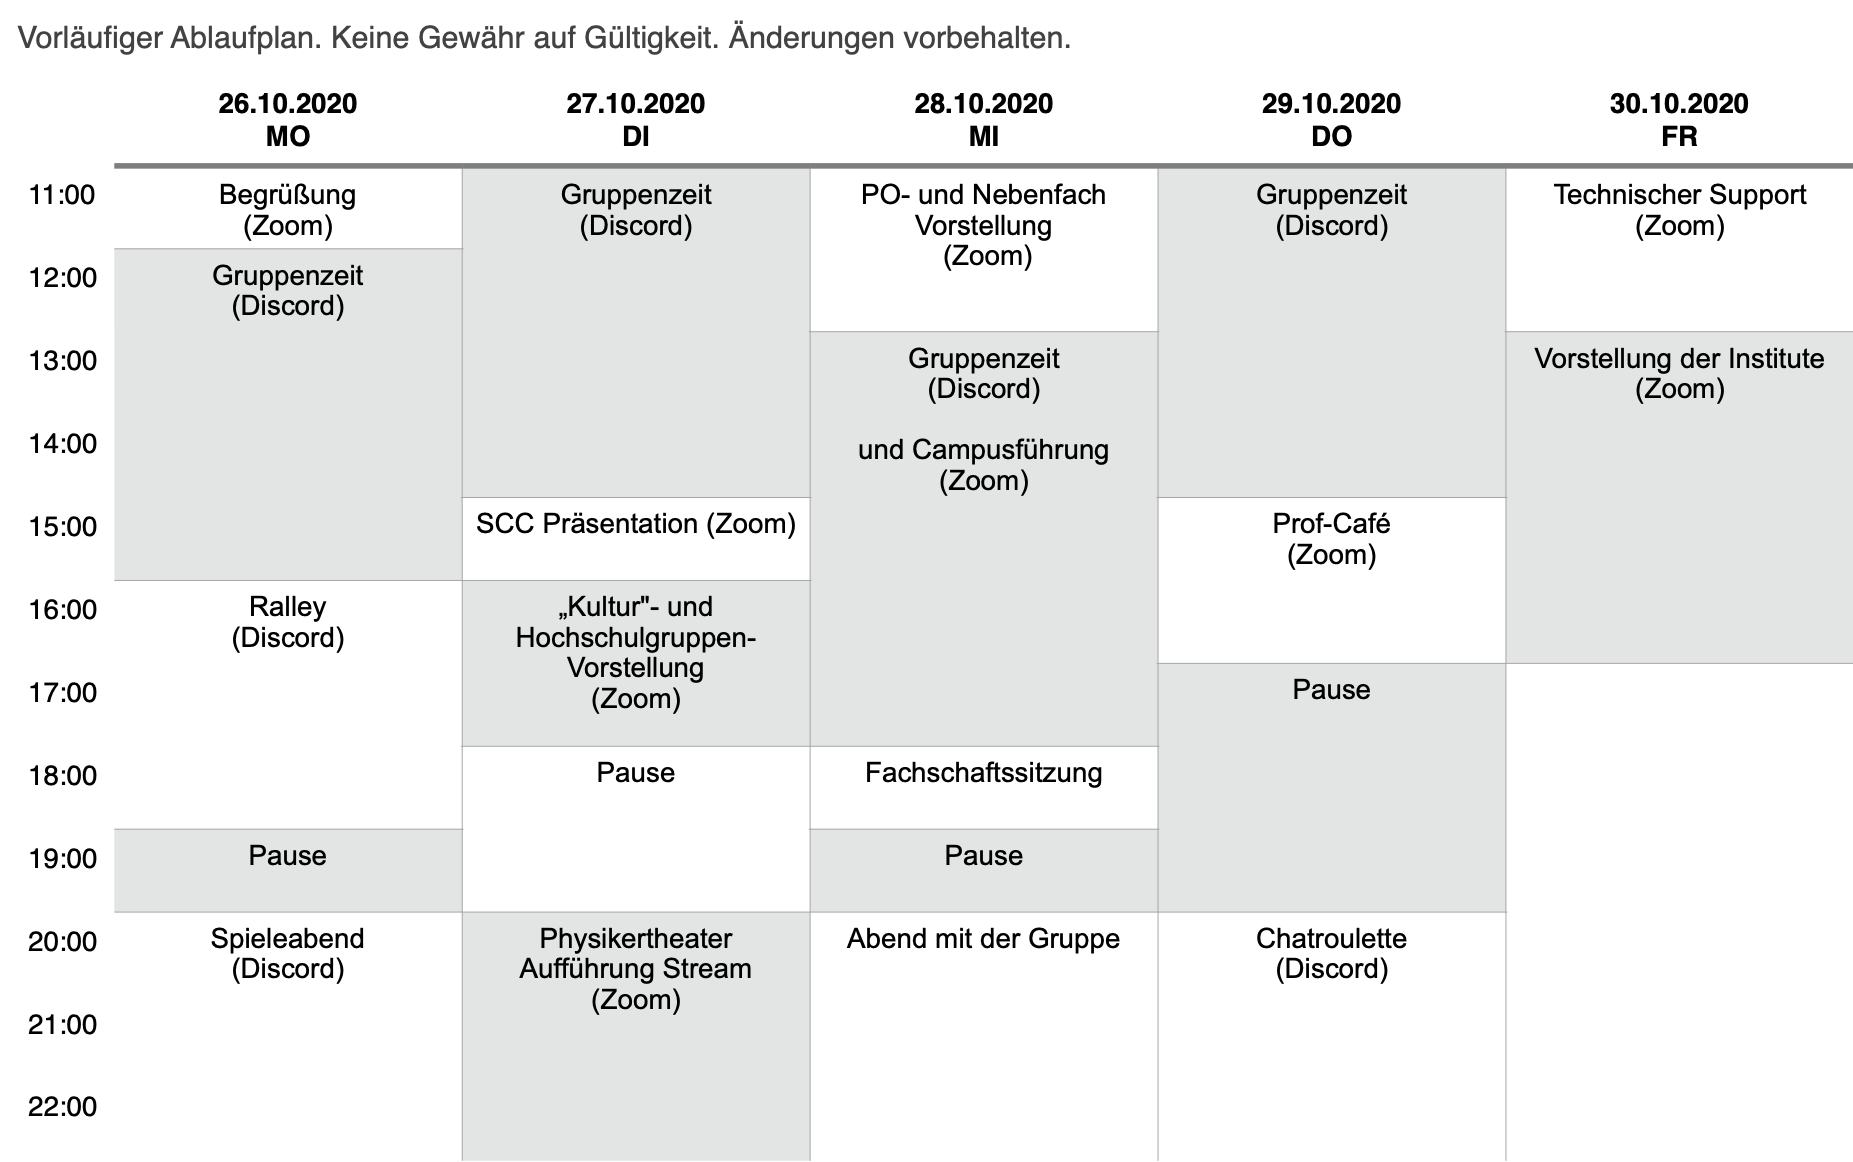 Vorläufiger Ablaufplan. Keine Gewähr auf Gültigkeit. Änderungen vorbehalten.
26.10.2020 27.10.2020 28.10.2020 29.10.2020 30.10.2020
MO DI MI DO FR
11:00 Begrüßung Gruppenzeit PO- und Nebenfach Gruppenzeit Technischer Support
(Zoom) (Discord) Vorstellung (Discord) (Zoom)
(Zoom)
12:00 Gruppenzeit
(Discord)
13:00 Gruppenzeit Vorstellung der Institute
(Discord) (Zoom)
14:00 und Campusführung
(Zoom)
15:00 SCC Präsentation (Zoom) Prof-Café
(Zoom)
16:00 Ralley „Kultur"- und
(Discord) Hochschulgruppen-
Vorstellung
17:00 (Zoom) Pause
18:00 Pause Fachschaftssitzung
19:00 Pause Pause
20:00 Spieleabend Physikertheater Abend mit der Gruppe Chatroulette
(Discord) Aufführung Stream (Discord)
(Zoom)
21:00
22:00